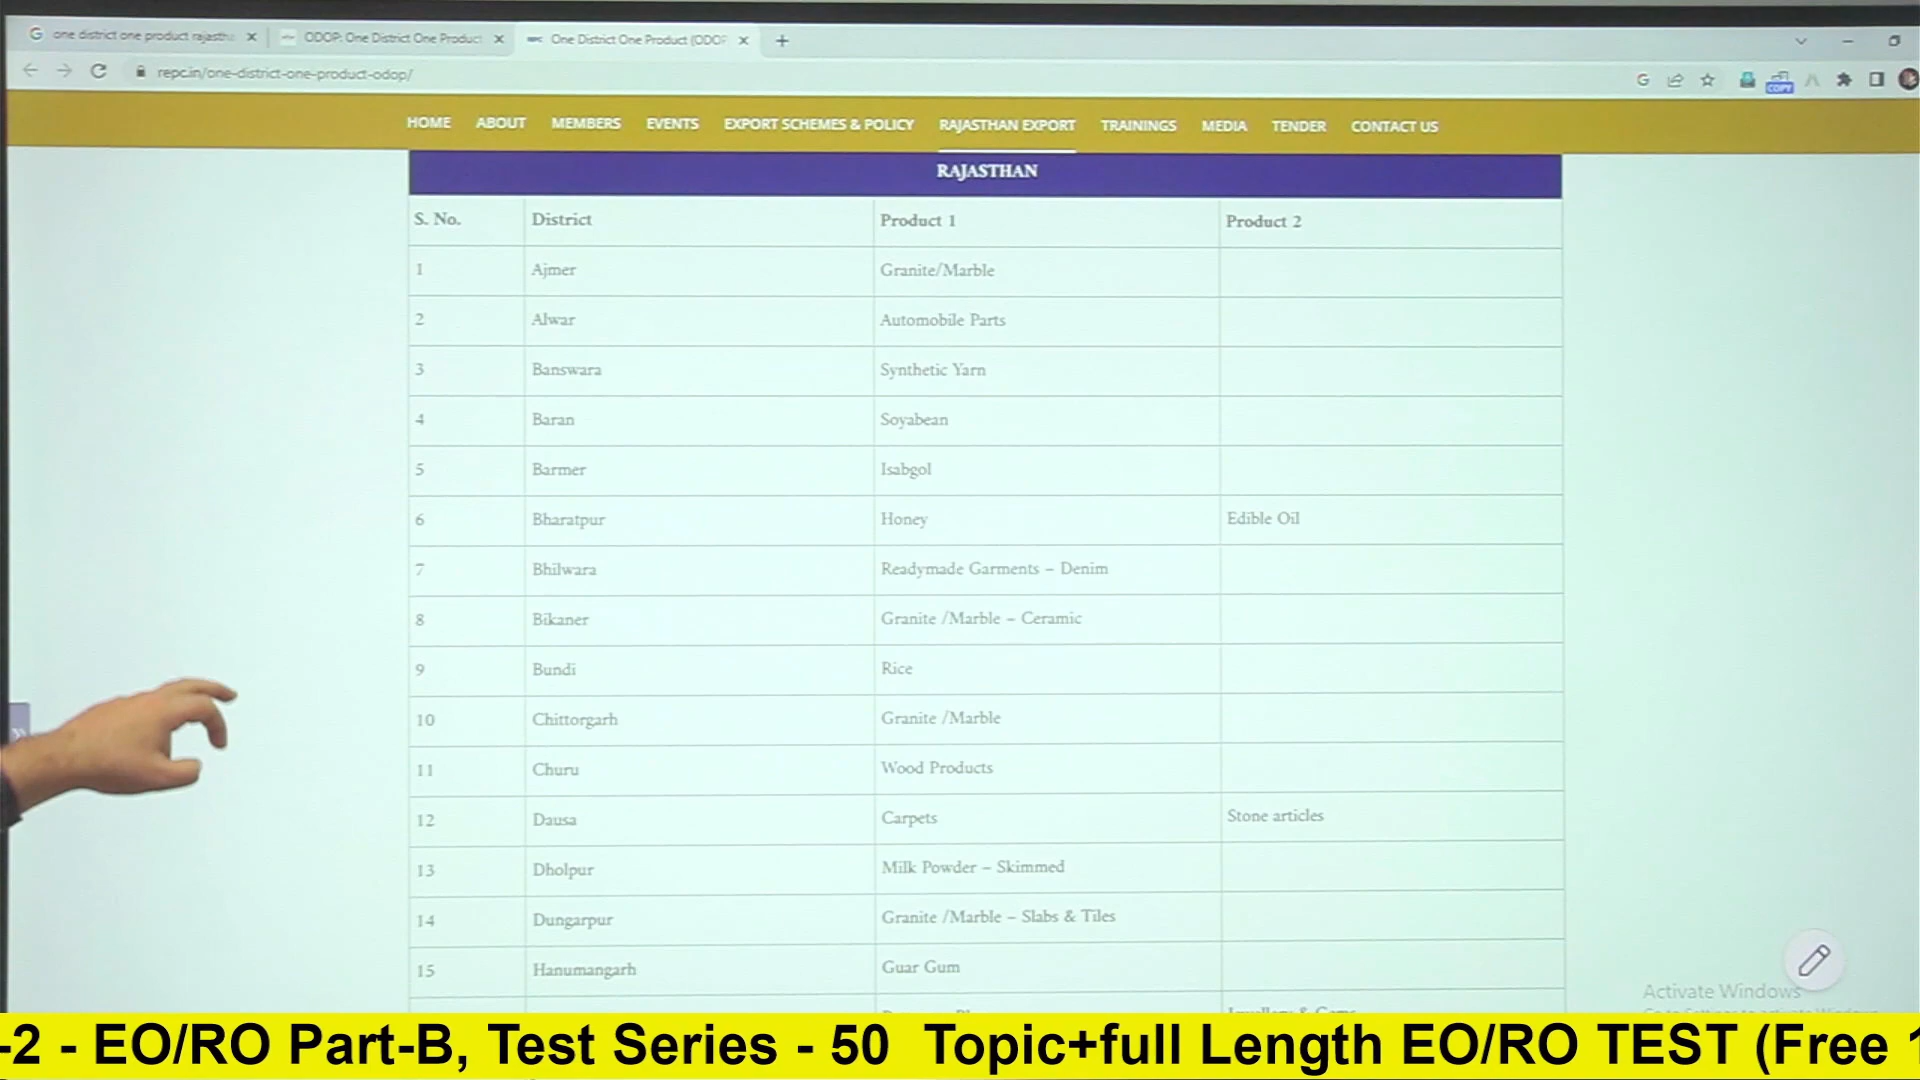 one district one product rajasth
ODOP: One District One Product
One District One Product (ODOP
repc.in/one-district-one-product-odop/
COPY
HOME ABOUT MEMBERS EVENTS EXPORT SCHEMES & POLICY RAJASTHAN EXPORT TRAININGS MEDIA TENDER CONTACT US
RAJASTHAN
S. No. District Product 1 Product 2
1 Ajmer Granite/Marble
2 Alwar Automobile Parts
3 Banswara Synthetic Yarn
4 Baran Soyabean
5 Barmer Isabgol
6 Bharatpur Honey Edible Oil
7 Bhilwara Readymade Garments – Denim
8 Bikaner Granite /Marble – Ceramic
9 Bundi Rice
10 Chittorgarh Granite /Marble
11 Churu Wood Products
12 Dausa Carpets Stone articles
13 Dholpur Milk Powder – Skimmed
14 Dungarpur Granite /Marble – Slabs & Tiles
15 Hanumangarh Guar Gum
Activate Windows
-2 - EO/RO Part-B, Test Series - 50 Topic+full Length EO/RO TEST (Free 1